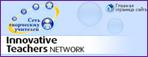 Сеть
творческих
учителей
Главная
страница сайта
Innovative
Teachers NETWORK